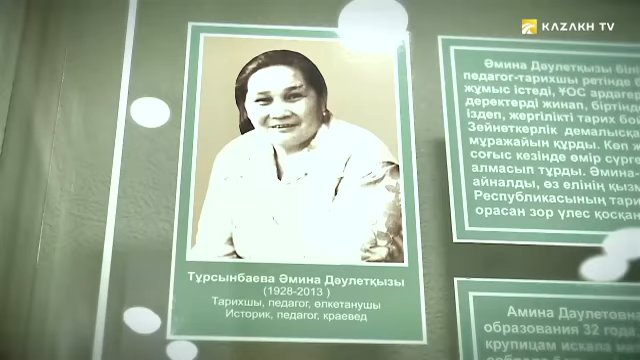 KAZAKH TV
Тұрсынбаева Әмина Дәулетқызы
(1928-2013 )
Тарихшы, педагог, өлкетанушы
Историк, педагог, краевед
Әмина Дәулетқызы білі
педагог-тарихшы ретінде б
жұмыс істеді, ҰОС ардагер
деректерді жинап, біртінд
іздеп, жергілікті тарих бой
Зейнеткерлік демалысқа
мұражайын құрды. Көп ж
соғыс кезінде өмір сүрг
алмасып тұрды. Әмина-
айналды, өз елінің қызм
Республикасының тари
орасан зор үлес қосқан
Амина Даулетовна
образования 32 года
крупицам искала ма